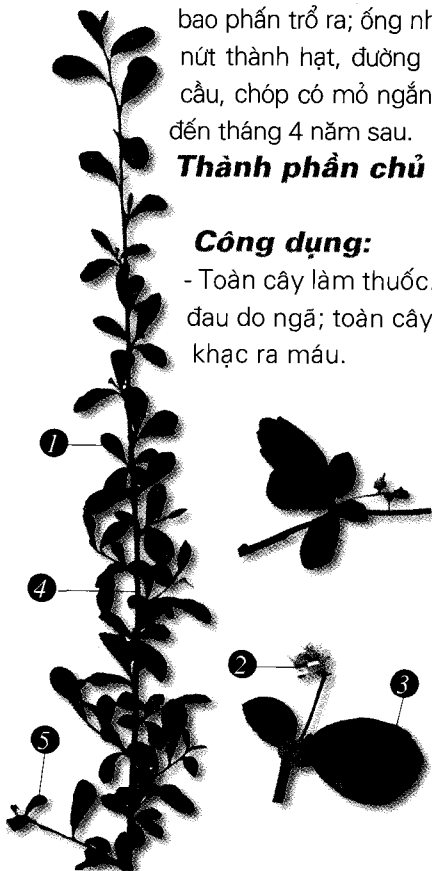 bao phấn trổ ra; ống nh
nứt thành hạt, đường
cầu, chóp có mỏ ngắn
đến tháng 4 năm sau.
Thành phần chủ
Công dụng:
- Toàn cây làm thuốc.
đau do ngã; toàn cây
khạc ra máu.
1
4
2
3
5